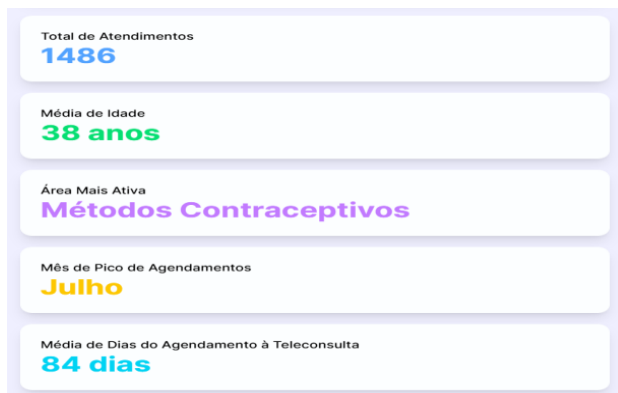 Total de Atendimentos
1486
Média de Idade
38 anos
Área Mais Ativa
Métodos Contraceptivos
Mês de Pico de Agendamentos
Julho
Média de Dias do Agendamento à Teleconsulta
84 dias